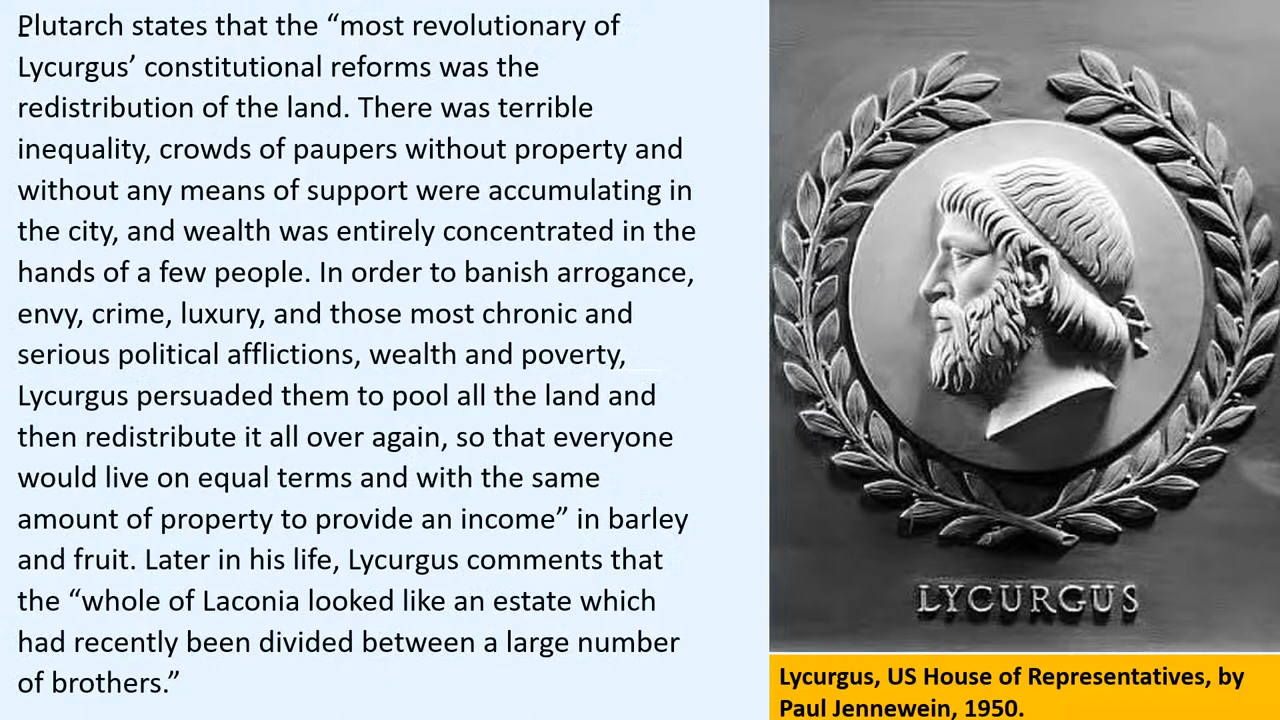 Plutarch states that the “most revolutionary of
Lycurgus’ constitutional reforms was the
redistribution of the land. There was terrible
inequality, crowds of paupers without property and
without any means of support were accumulating in
the city, and wealth was entirely concentrated in the
hands of a few people. In order to banish arrogance,
envy, crime, luxury, and those most chronic and
serious political afflictions, wealth and poverty,
Lycurgus persuaded them to pool all the land and
then redistribute it all over again, so that everyone
would live on equal terms and with the same
amount of property to provide an income” in barley
and fruit. Later in his life, Lycurgus comments that
the “whole of Laconia looked like an estate which
had recently been divided between a large number
of brothers.”
LYCURGUS
Lycurgus, US House of Representatives, by
Paul Jennewein, 1950.